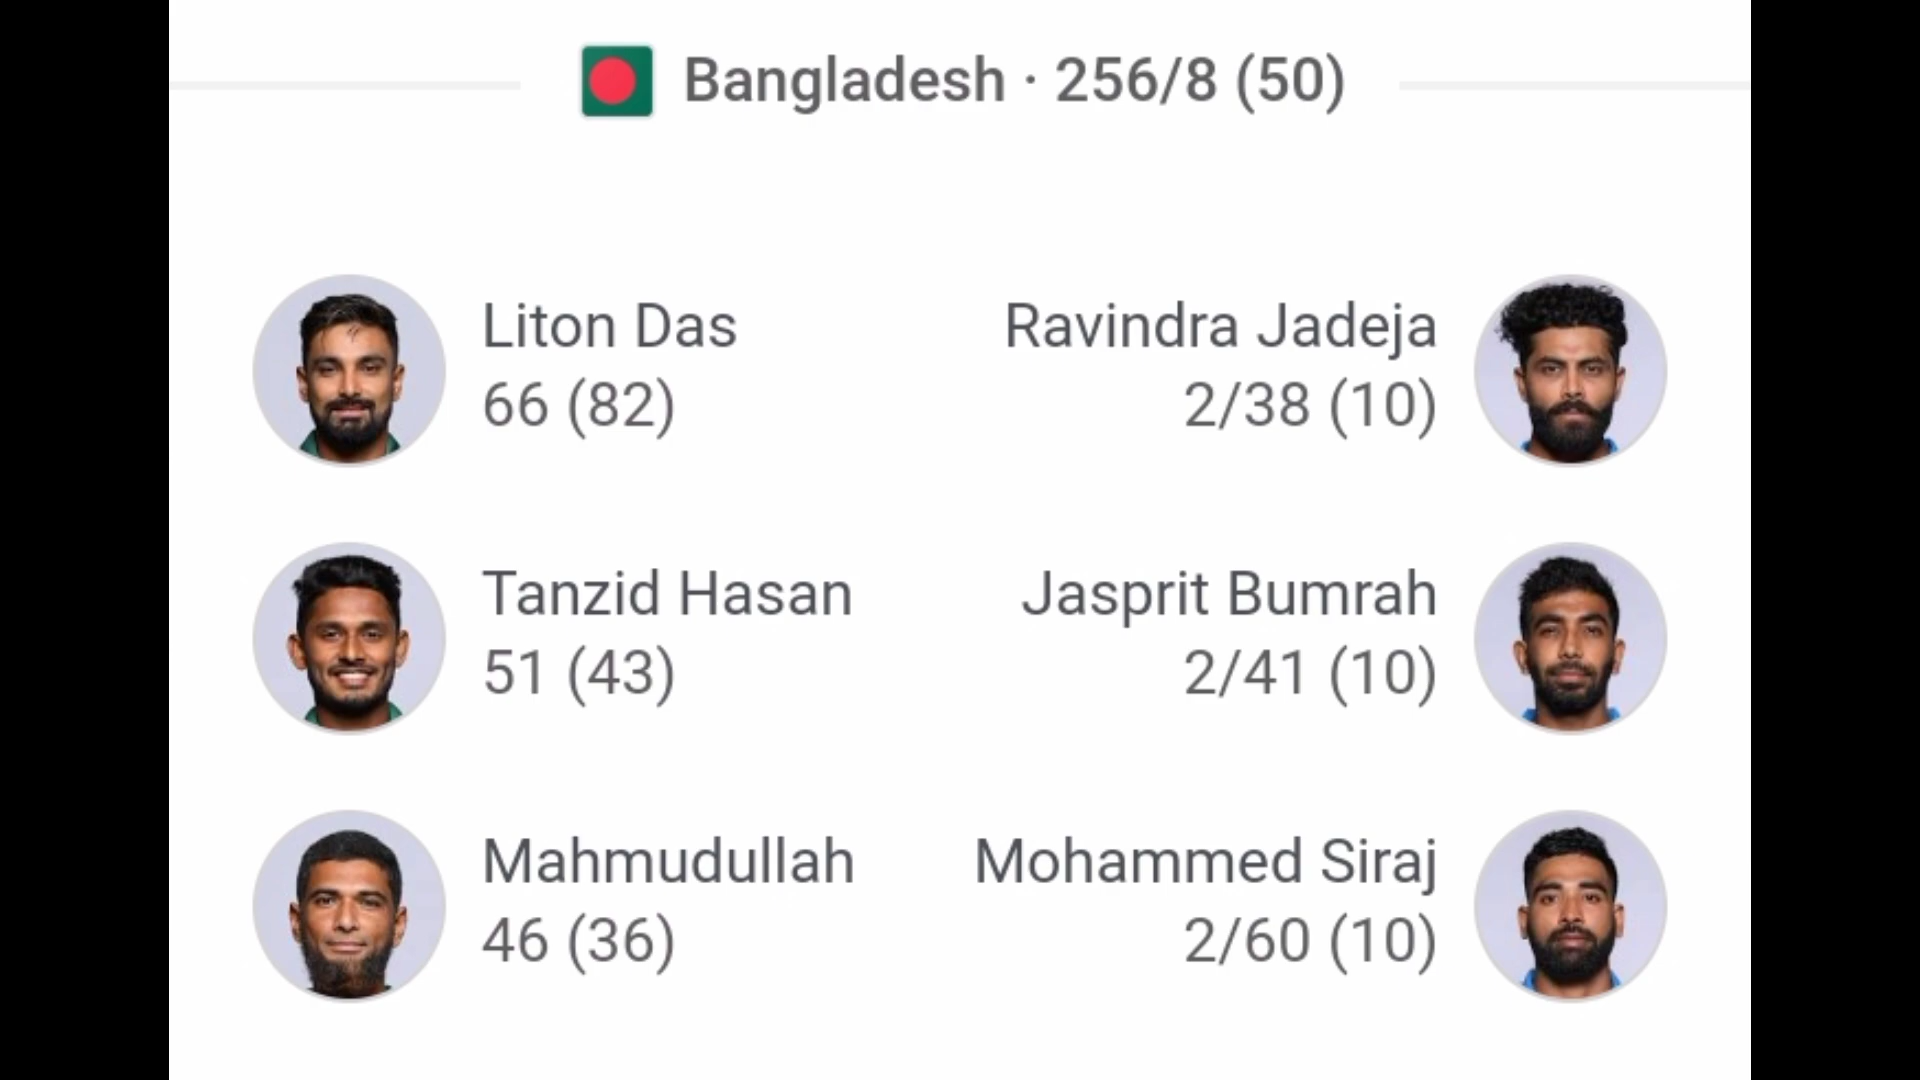 Bangladesh · 256/8 (50)
Liton Das
66 (82)
Ravindra Jadeja
2/38 (10)
Tanzid Hasan
51 (43)
Jasprit Bumrah
2/41 (10)
Mahmudullah
46 (36)
Mohammed Siraj
2/60 (10)